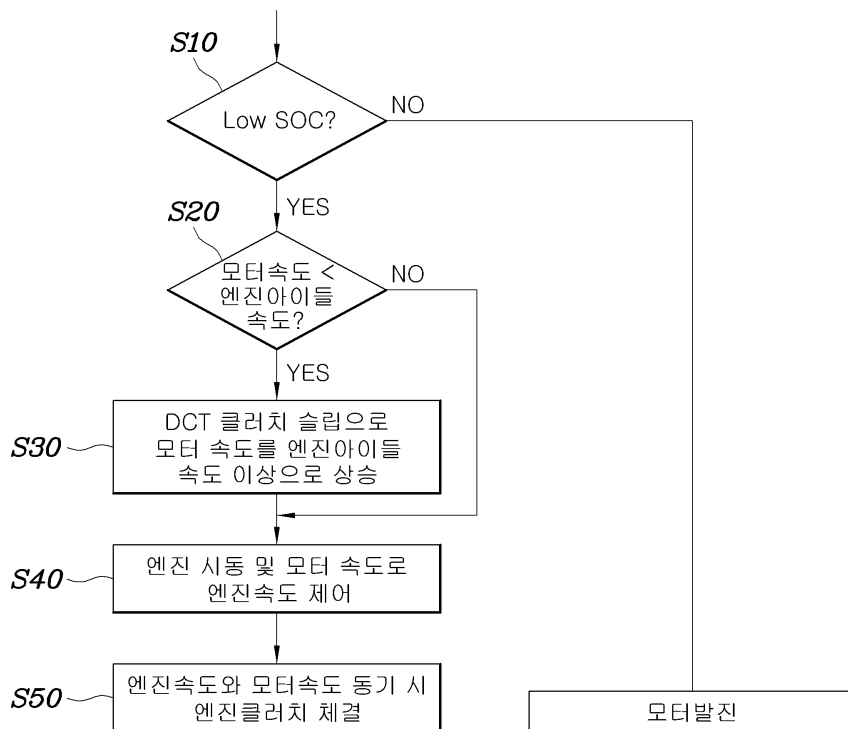 S10
Low SOC?
NO
YES
S20
모터속도 <
엔진아이들
속도?
NO
YES
S30
DCT 클러치 슬립으로
모터 속도를 엔진아이들
속도 이상으로 상승
S40
엔진 시동 및 모터 속도로
엔진속도 제어
S50
엔진속도와 모터속도 동기 시
엔진클러치 체결
모터발진